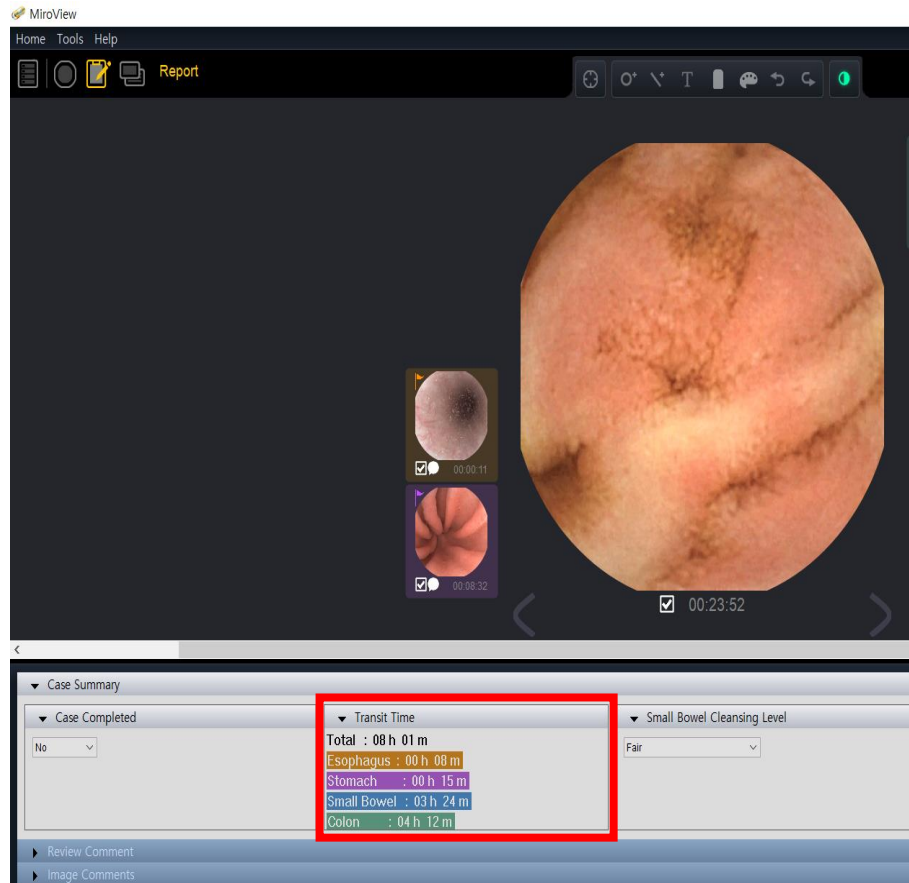 MiroView
Home Tools Help
Report
T
00:00:11
00:08:32
00:23:52
Case Summary
Case Completed
No
Transit Time
Total : 08 h 01 m
Esophagus : 00 h 08 m
Stomach : 00 h 15 m
Small Bowel : 03 h 24 m
Colon : 04 h 12 m
Small Bowel Cleansing Level
Fair
Review Comment
Image Comments